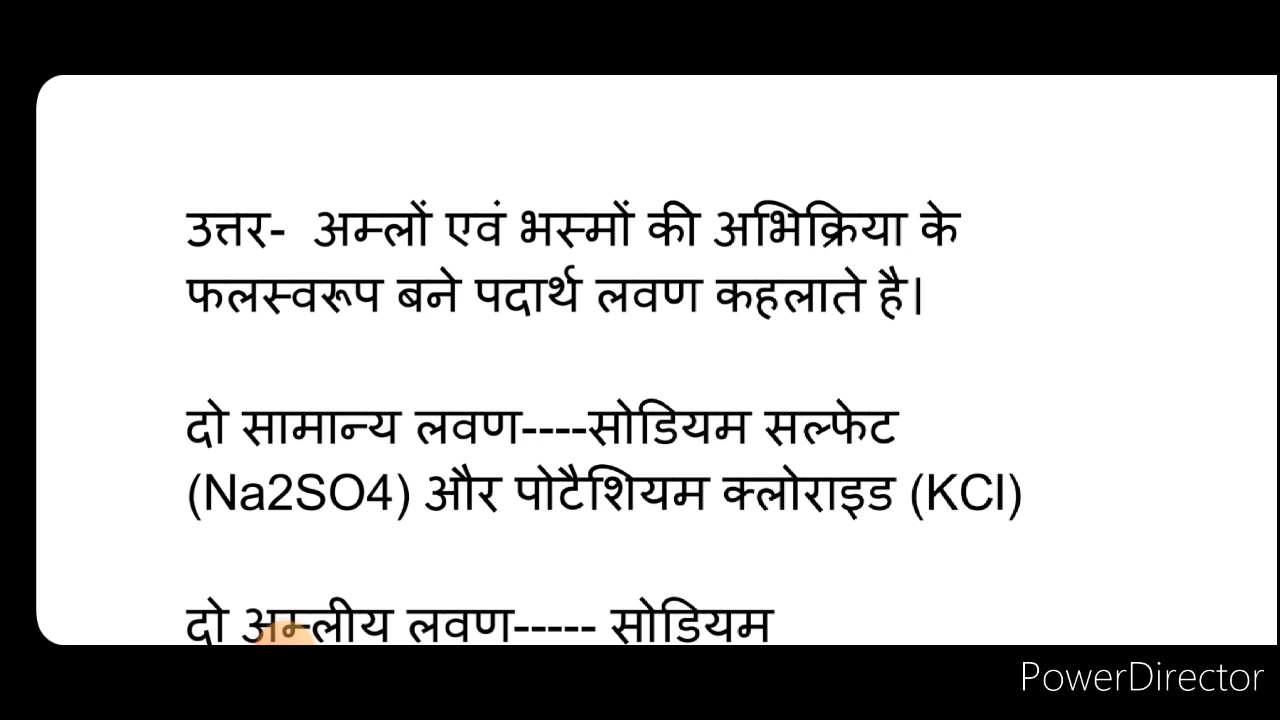 उत्तर-  अम्लों एवं भस्मों की अभिक्रिया के
फलस्वरूप बने पदार्थ लवण कहलाते है।
दो सामान्य लवण----सोडियम सल्फेट
(Na2SO4) और पोटैशियम क्लोराइड (KCl)
दो अम्लीय लवण----- सोडियम
PowerDirector